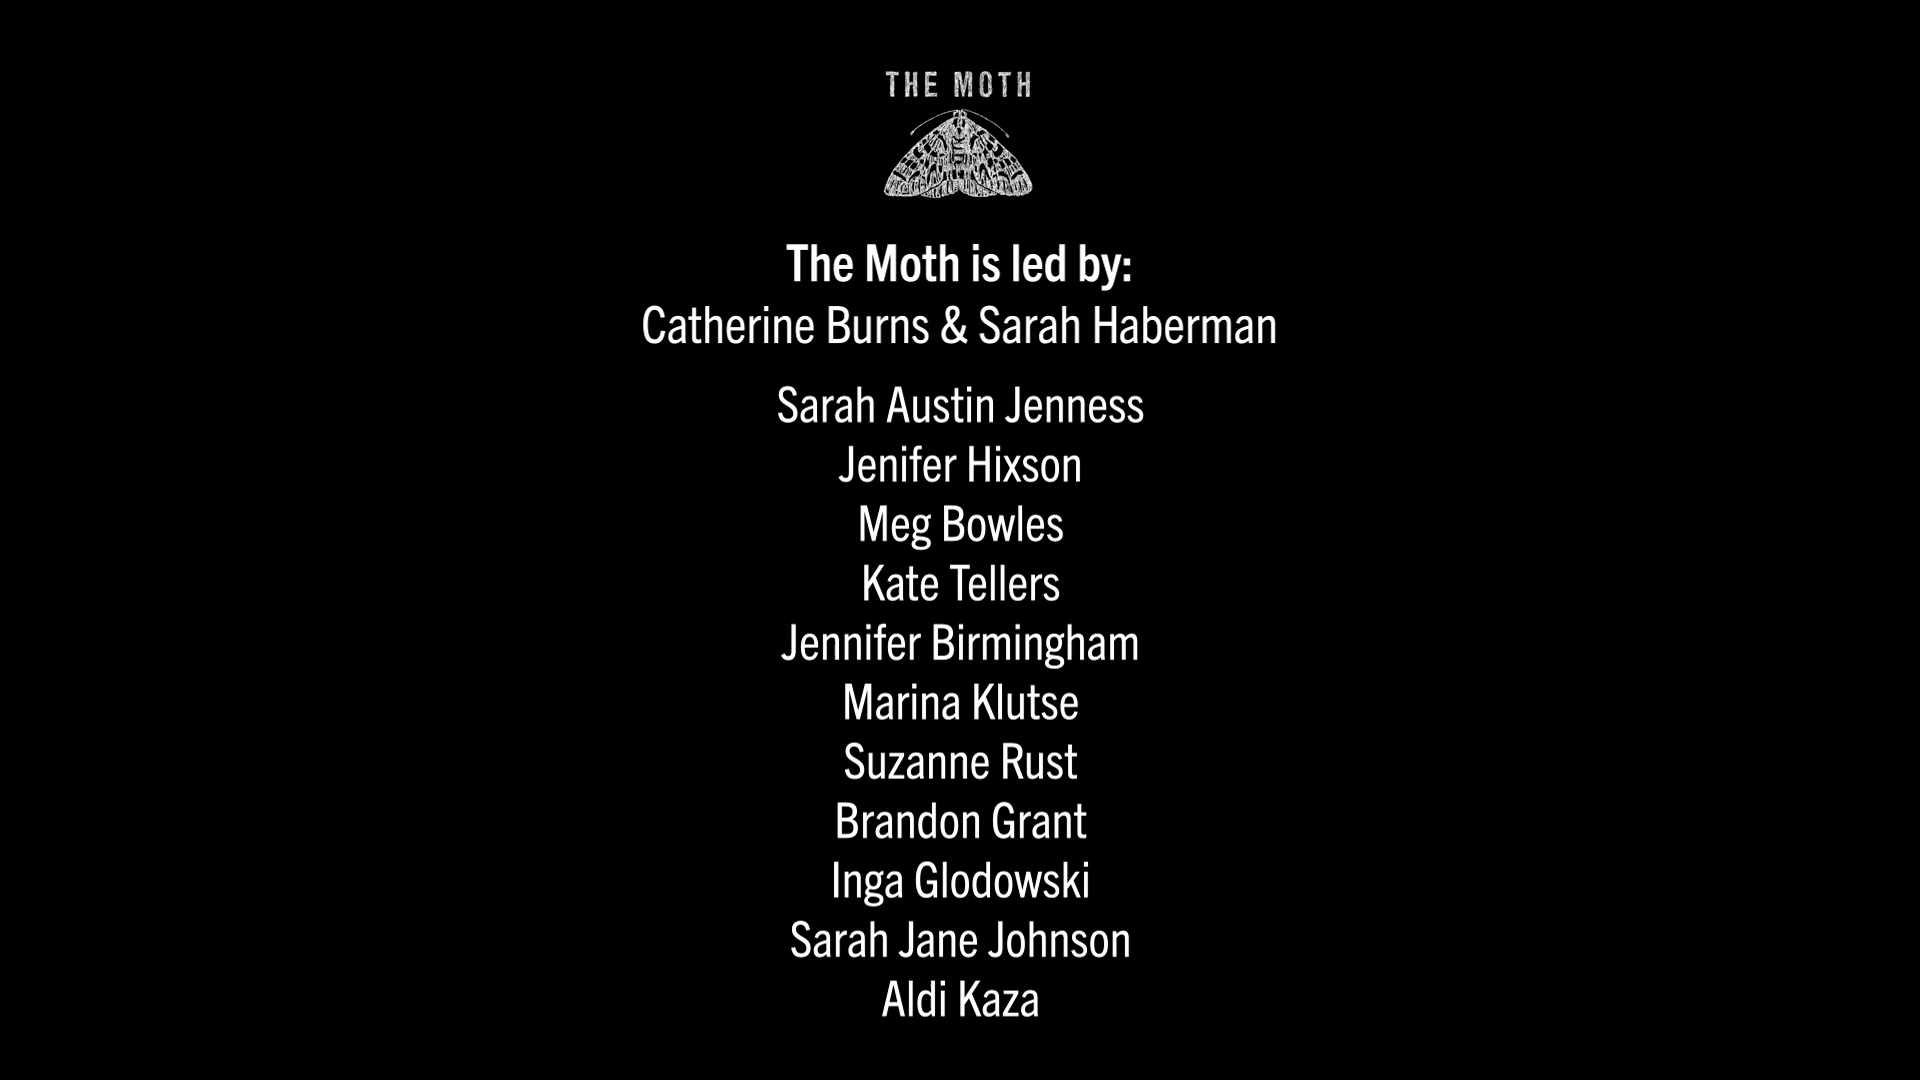 THE MOTH
The Moth is led by:
Catherine Burns & Sarah Haberman
Sarah Austin Jenness
Jenifer Hixson
Meg Bowles
Kate Tellers
Jennifer Birmingham
Marina Klutse
Suzanne Rust
Brandon Grant
Inga Glodowski
Sarah Jane Johnson
Aldi Kaza